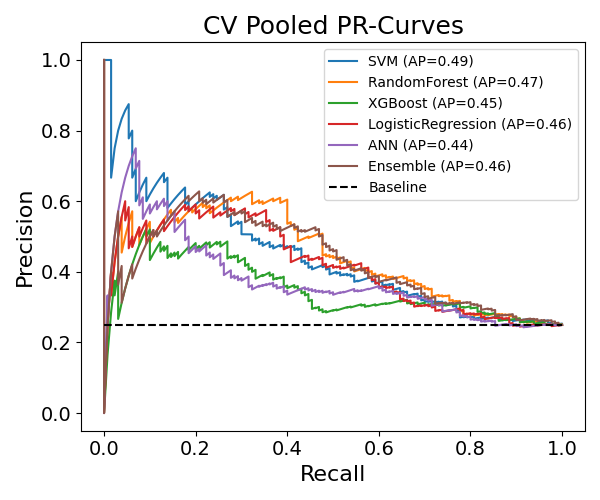 CV Pooled PR-Curves
SVM (AP=0.49)
RandomForest (AP=0.47)
XGBoost (AP=0.45)
LogisticRegression (AP=0.46)
ANN (AP=0.44)
Ensemble (AP=0.46)
Baseline
Precision
1.0
0.8
0.6
0.4
0.2
0.0
0.0 0.2 0.4 0.6 0.8 1.0
Recall